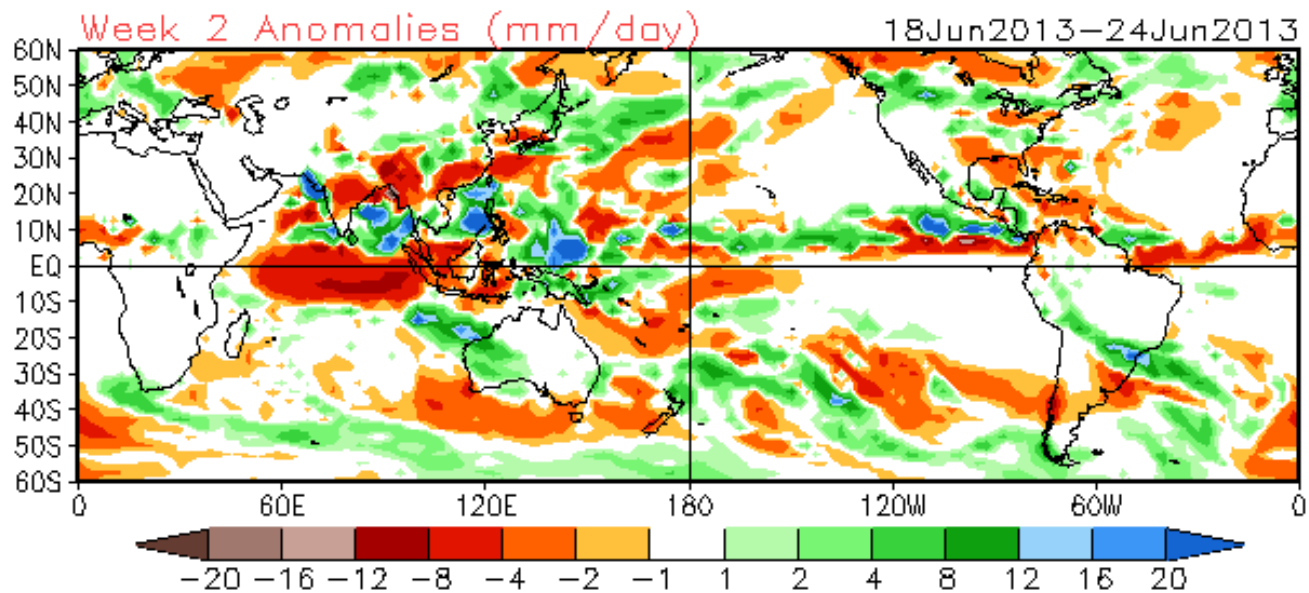 Week 2 Anomalies (mm/day) 18Jun2013−24Jun2013
60N
50N
40N
30N
20N
10N
EQ
10S
20S
30S
40S
50S
60S
0 60E 120E 180 120W 60W 0
−20 −16 −12 −8 −4 −2 −1 1 2 4 8 12 16 20